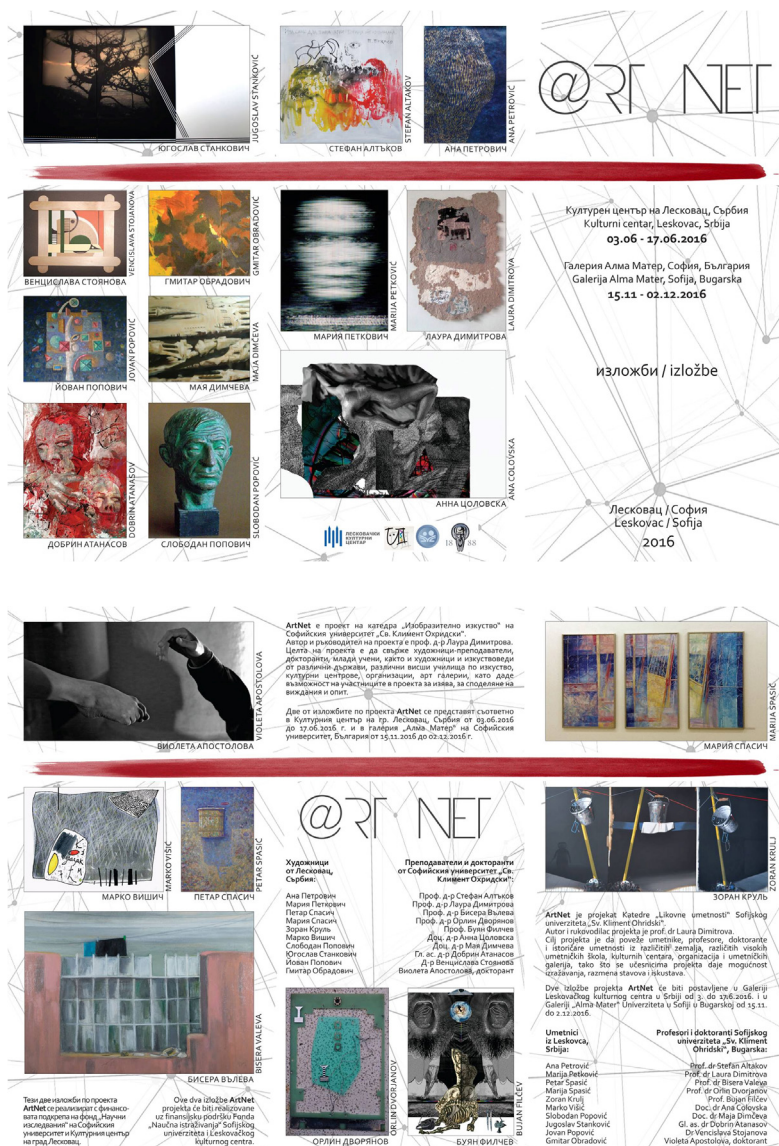 @RT NET
JUGOSLAV STANKOVIĆ
ЮГОСЛАВ СТАНКОВИЧ
STEFAN ALTAKOV
СТЕФАН АЛТЪКОВ
ANA PETROVIĆ
АНА ПЕТРОВИЧ
VENCISLAVA STOJANOVA
ВЕНЦИСЛАВА СТОЯНОВА
GMITAR OBRADOVIĆ
ГМИТАР ОБРАДОВИЧ
JOVAN POPOVIĆ
ЙОВАН ПОПОВИЧ
MAJA DIMČEVA
МАЯ ДИМЧЕВА
DOBRIN ATANASOV
ДОБРИН АТАНАСОВ
SLOBODAN POPOVIĆ
СЛОБОДАН ПОПОВИЧ
MARIJA PETKOVIĆ
МАРИЯ ПЕТКОВИЧ
LAURA DIMITROVA
ЛАУРА ДИМИТРОВА
ANA COLOVSKA
АННА ЦОЛОВСКА
ЛЕСКОВАЧКИ
КУЛТУРНИ
ЦЕНТАР
18 88
Културен център на Лесковац, Сърбия
Kulturni centar, Leskovac, Srbija
03.06 - 17.06.2016
Галерия Алма Матер, София, България
Galerija Alma Mater, Sofija, Bugarska
15.11 - 02.12.2016
изложби / izložbe
Лесковац / София
Leskovac / Sofija
2016
VIOLETA APOSTOLOVA
ВИОЛЕТА АПОСТОЛОВА
ArtNet е проект на катедра „Изобразително изкуство" на
Софийския университет „Св. Климент Охридски".
Автор и ръководител на проекта е проф. д-р Лаура Димитрова.
Целта на проекта е да свърже художници-преподаватели,
докторанти, млади учени, както и художници и изкуствоведи
от различни държави, различни висши училища по изкуство,
културни центрове, организации, арт галерии, като даде
възможност на участниците в проекта за изява, за споделяне на
виждания и опит.
Две от изложбите по проекта ArtNet се представят съответно
в Културния център на гр. Лесковац, Сърбия от 03.06.2016
до 17.06.2016 г. и в галерия „Алма Матер" на Софийския
университет, България от 15.11.2016 до 02.12.2016 г.
MARIJA SPASIĆ
МАРИЯ СПАСИЧ
MARKO VIŠIĆ
МАРКО ВИШИЧ
PETAR SPASIĆ
ПЕТАР СПАСИЧ
BISERA VALEVA
БИСЕРА ВЪЛЕВА
Тези две изложби по проекта
ArtNet се реализират с финансо-
вата подкрепа на фонд „Научни
изследвания" на Софийския
университет и Културния център
на град Лесковац.
Ove dva izložbe ArtNet
projekta će biti realizovane
uz finansijsku podršku Fonda
„Naučna istraživanja" Sofijskog
univerziteta i Leskovačkog
kulturnog centra.
@RT NET
Художници
от Лесковац,
Сърбия:
Ана Петрович
Мария Петкович
Петар Спасич
Мария Спасич
Зоран Круль
Марко Вишич
Слободан Попович
Югослав Станкович
Йован Попович
Гмитар Обрадович
Преподаватели и докторанти
от Софийския университет „Св.
Климент Охридски":
Проф. д-р Стефан Алтъков
Проф. д-р Лаура Димитрова
Проф. д-р Бисера Вълева
Проф. д-р Орлин Дворянов
Проф. Буян Филчев
Доц. д-р Анна Цоловска
Доц. д-р Мая Димчева
Гл. ас. д-р Добрин Атанасов
Д-р Венцислава Стоянова
Виолета Апостолова, докторант
ORLIN DVORJANOV
ОРЛИН ДВОРЯНОВ
BUJAN FILČEV
БУЯН ФИЛЧЕВ
ZORAN KRULJ
ЗОРАН КРУЛЬ
ArtNet je projekat Katedre „Likovne umetnosti" Sofijskog
univerziteta „Sv. Kliment Ohridski".
Autor i rukovodilac projekta je prof. dr Laura Dimitrova.
Cilj projekta je da poveže umetnike, profesore, doktorante
i istoričare umetnosti iz različitih zemalja, različitih visokih
umetničkih škola, kulturnih centara, organizacija i umetničkih
galerija, tako što se učesnicima projekta daje mogućnost
izražavanja, razmena stavova i iskustava.
Dve izložbe projekta ArtNet će biti postavljene u Galeriji
Leskovačkog kulturnog centra u Srbiji od 3. do 17.6.2016. i u
Galeriji „Alma Mater" Univerziteta u Sofiji u Bugarskoj od 15.11.
do 2.12.2016.
Umetnici
iz Leskovca,
Srbija:
Ana Petrović
Marija Petković
Petar Spasić
Marija Spasić
Zoran Krulj
Marko Višić
Slobodan Popović
Jugoslav Stanković
Jovan Popović
Gmitar Obradović
Profesori i doktoranti Sofijskog
univerziteta „Sv. Kliment
Ohridski", Bugarska:
Prof. dr Stefan Altakov
Prof. dr Laura Dimitrova
Prof. dr Bisera Valeva
Prof. dr Orlin Dvorjanov
Prof. Bujan Filčev
Doc. dr Ana Colovska
Doc. dr Maja Dimčeva
Gl. as. dr Dobrin Atanasov
Dr Vencislava Stojanova
Violeta Apostolova, doktorant